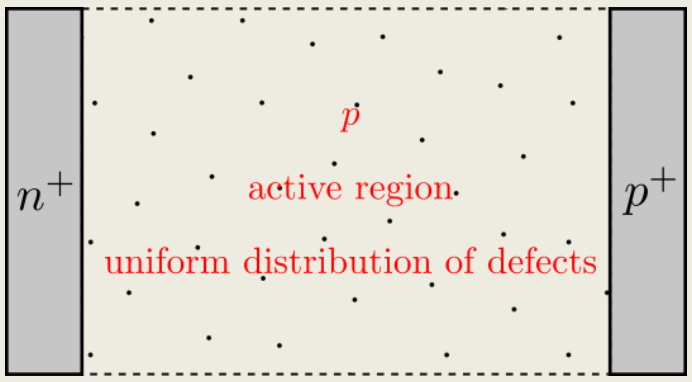 p
active region
n⁺
p⁺
uniform distribution of defects